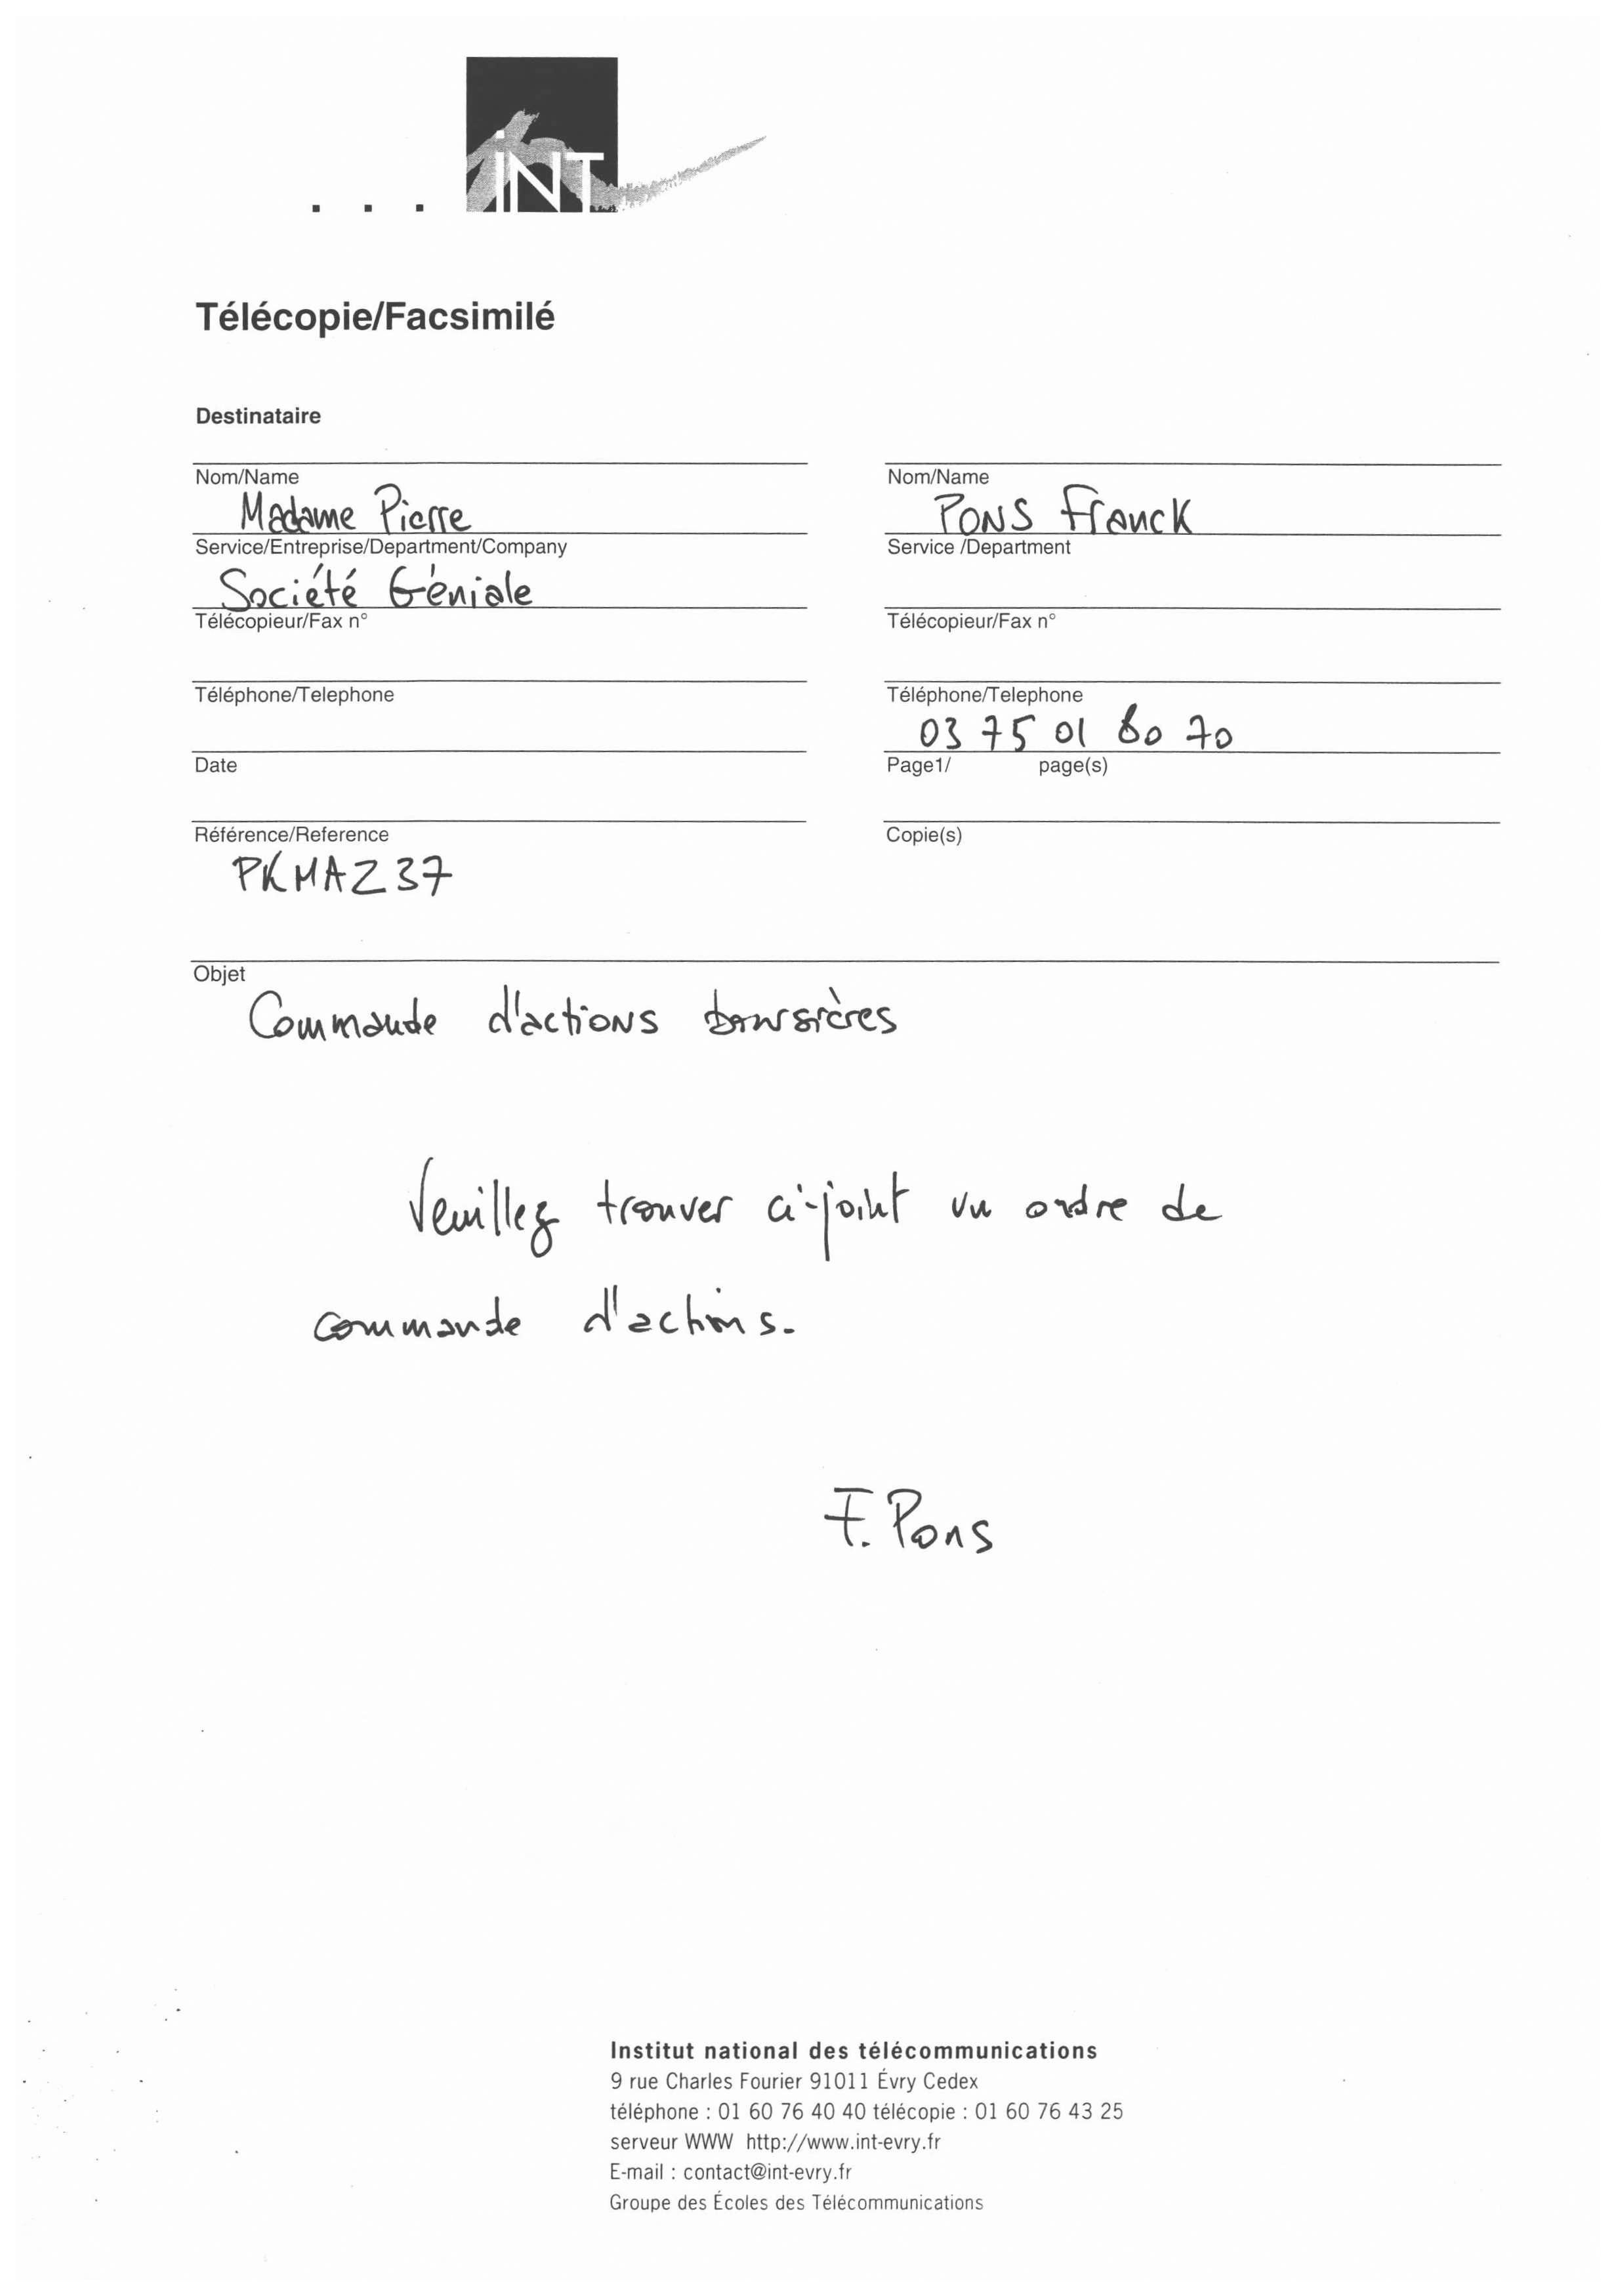 iNT
Télécopie/Facsimilé
Destinataire
Nom/Name
Madame Pierre
Service/Entreprise/Department/Company
Société Géniale
Télécopieur/Fax n°
Téléphone/Telephone
Date
Référence/Reference
PKMAZ37
Nom/Name
PONS Franck
Service /Department
Télécopieur/Fax n°
Téléphone/Telephone
03 75 01 80 70
Page1/ page(s)
Copie(s)
Objet
Commande d'actions boursières
Veuillez trouver ci-joint un ordre de
commande d'actions.
F. Pons
Institut national des télécommunications
9 rue Charles Fourier 91011 Évry Cedex
téléphone : 01 60 76 40 40 télécopie : 01 60 76 43 25
serveur WWW http://www.int-evry.fr
E-mail : contact@int-evry.fr
Groupe des Écoles des Télécommunications